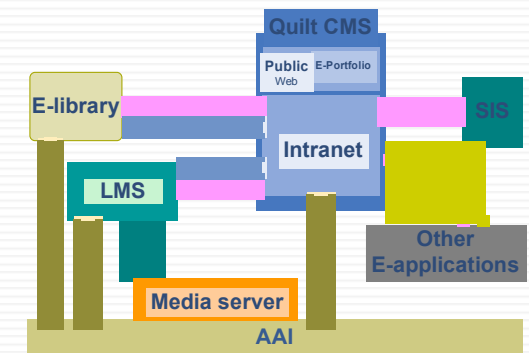 Quilt CMS
Public
Web
E-Portfolio
E-library
SIS
Intranet
LMS
Other
E-applications
Media server
AAI